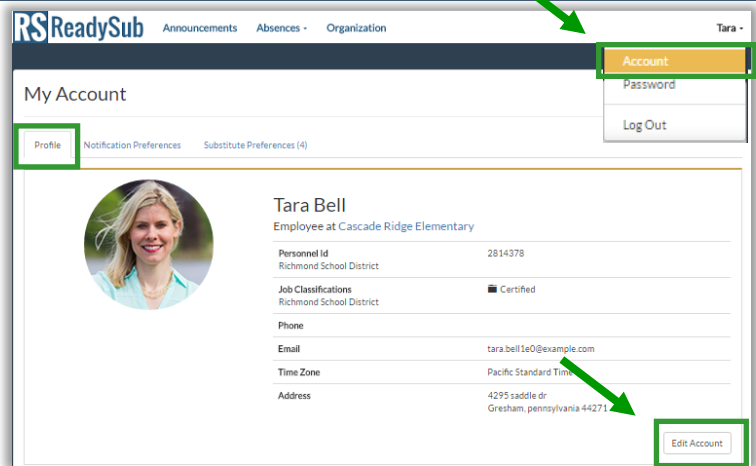 RS ReadySub Announcements Absences - Organization Tara -
Account
Password
Log Out
My Account
Profile Notification Preferences Substitute Preferences (4)
Tara Bell
Employee at Cascade Ridge Elementary
Personnel Id 2814378
Richmond School District
Job Classifications Certified
Richmond School District
Phone
Email tara.bell1e0@example.com
Time Zone Pacific Standard Time
Address 4295 saddle dr
Gresham, pennsylvania 44271
Edit Account